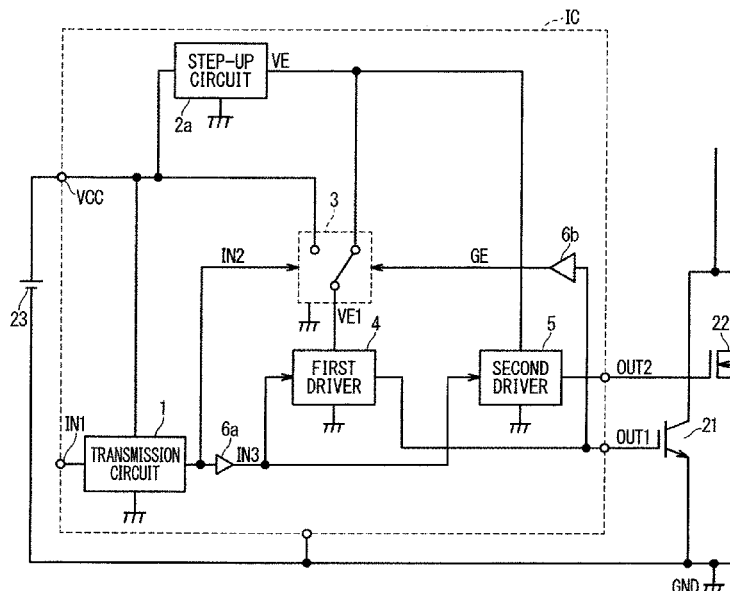 IC
STEP-UP
CIRCUIT
VE
2a
VCC
3
6b
IN2
GE
23
VE1
4
5
22
FIRST
DRIVER
SECOND
DRIVER
OUT2
1
6a
IN1
TRANSMISSION
CIRCUIT
IN3
OUT1
21
GND